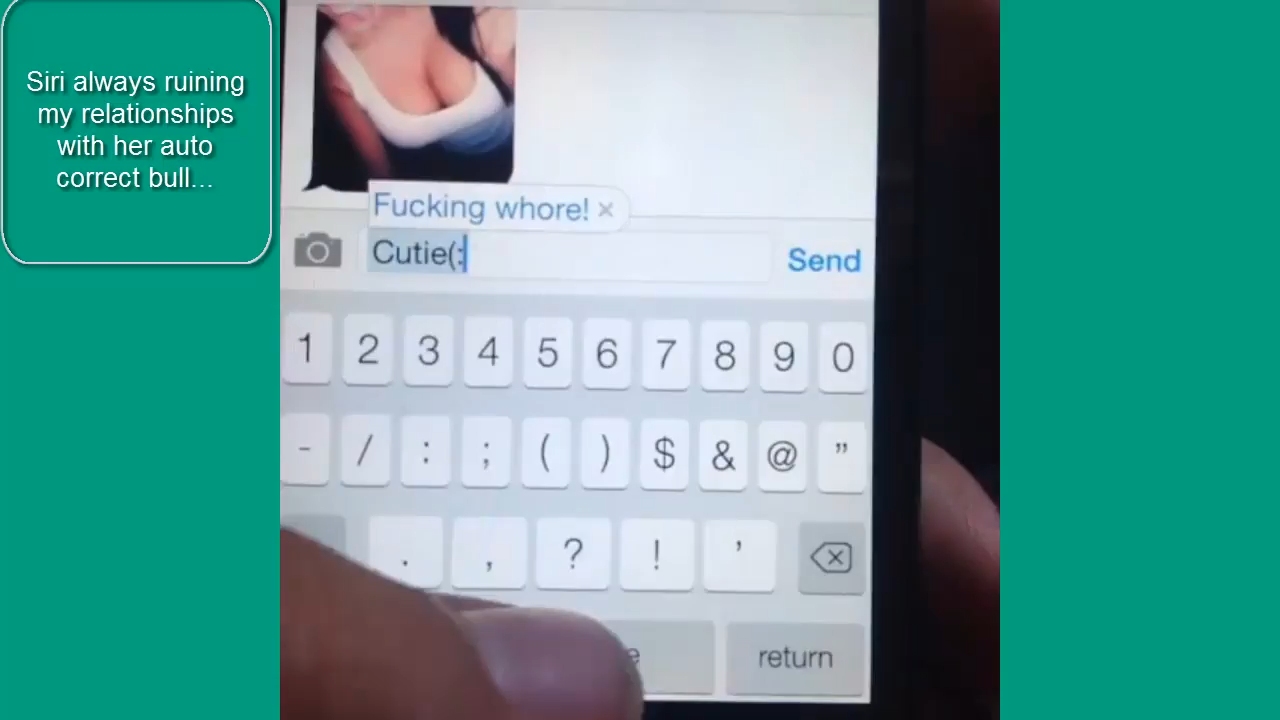 Siri always ruining
my relationships
with her auto
correct bull...
Fucking whore! ×
Cutie(:
Send
1 2 3 4 5 6 7 8 9 0
- / : ; ( ) $ & @ ”
. , ? ! ’
return